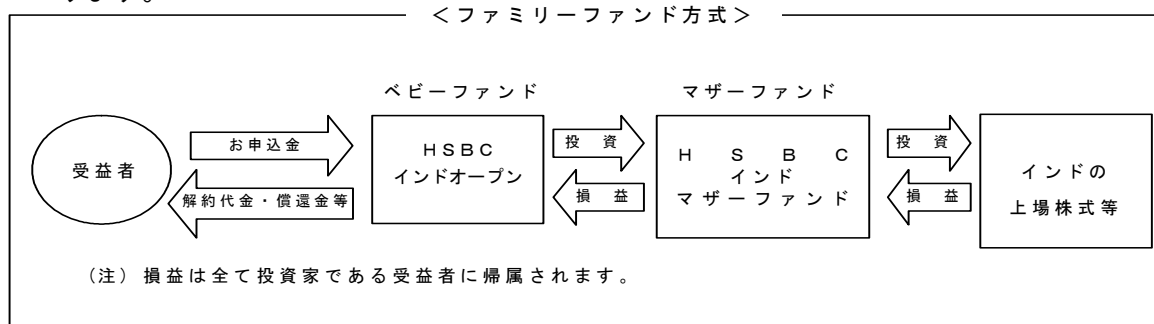 ＜ファミリーファンド方式＞
ベビーファンド
マザーファンド
受益者
お申込金
解約代金・償還金等
ＨＳＢＣ
インドオープン
投　資
損　益
Ｈ　Ｓ　Ｂ　Ｃ
インド
マザーファンド
投　資
損　益
インドの
上場株式等
（注）損益は全て投資家である受益者に帰属されます。